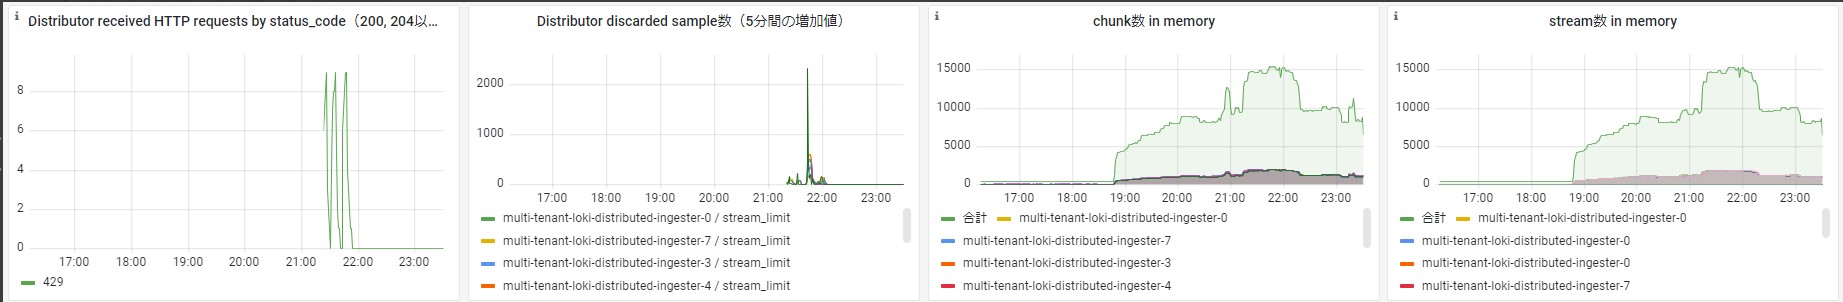 Distributor received HTTP requests by status_code（200, 204以...
8
6
4
2
0
17:00 18:00 19:00 20:00 21:00 22:00 23:00
429
Distributor discarded sample数（5分間の増加値）
2000
1000
0
17:00 18:00 19:00 20:00 21:00 22:00 23:00
multi-tenant-loki-distributed-ingester-0 / stream_limit
multi-tenant-loki-distributed-ingester-7 / stream_limit
multi-tenant-loki-distributed-ingester-3 / stream_limit
multi-tenant-loki-distributed-ingester-4 / stream_limit
chunk数 in memory
15000
10000
5000
0
17:00 18:00 19:00 20:00 21:00 22:00 23:00
合計 multi-tenant-loki-distributed-ingester-0
multi-tenant-loki-distributed-ingester-7
multi-tenant-loki-distributed-ingester-3
multi-tenant-loki-distributed-ingester-4
stream数 in memory
15000
10000
5000
0
17:00 18:00 19:00 20:00 21:00 22:00 23:00
合計 multi-tenant-loki-distributed-ingester-0
multi-tenant-loki-distributed-ingester-0
multi-tenant-loki-distributed-ingester-0
multi-tenant-loki-distributed-ingester-7